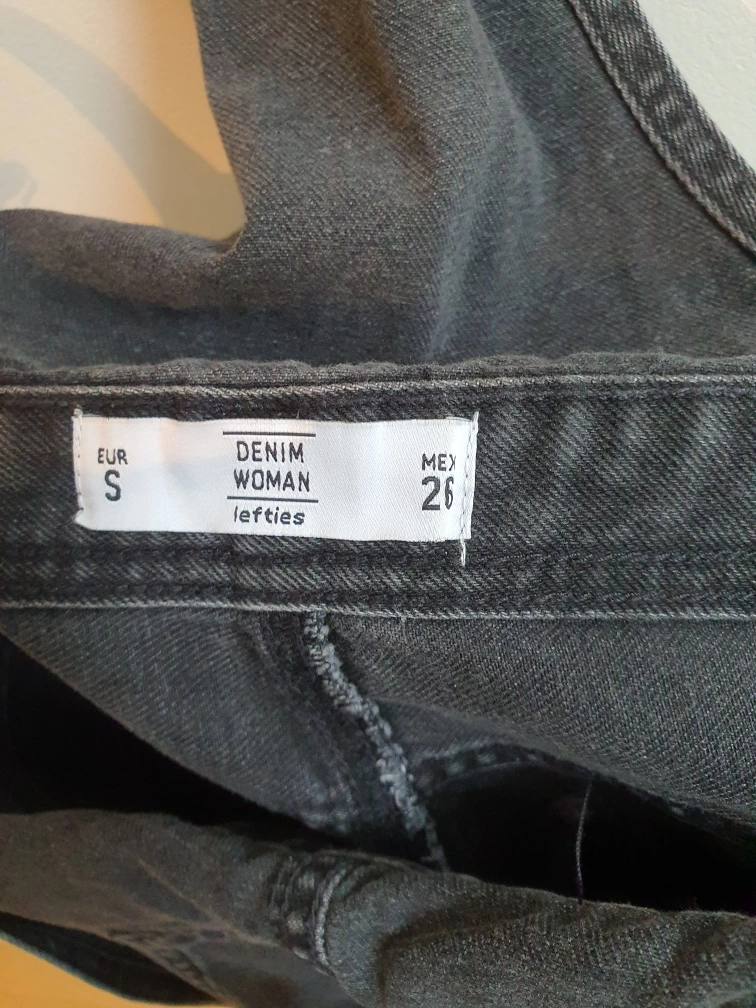 EUR
S
DENIM
WOMAN
lefties
MEX
26